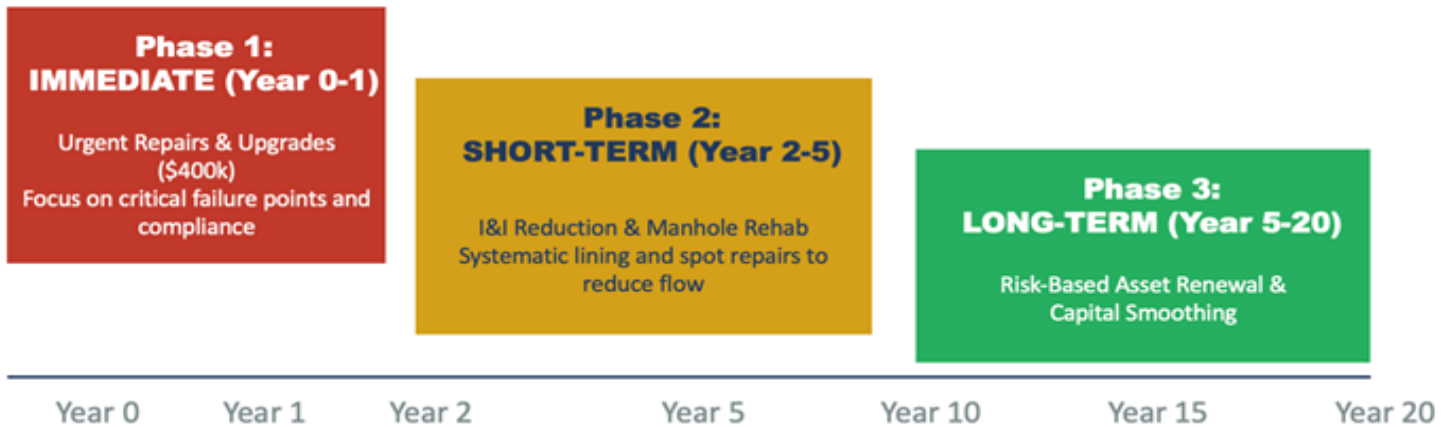 Phase 1:
IMMEDIATE (Year 0-1)
Urgent Repairs & Upgrades
($400k)
Focus on critical failure points and
compliance
Phase 2:
SHORT-TERM (Year 2-5)
I&I Reduction & Manhole Rehab
Systematic lining and spot repairs to
reduce flow
Phase 3:
LONG-TERM (Year 5-20)
Risk-Based Asset Renewal &
Capital Smoothing
Year 0 Year 1 Year 2 Year 5 Year 10 Year 15 Year 20